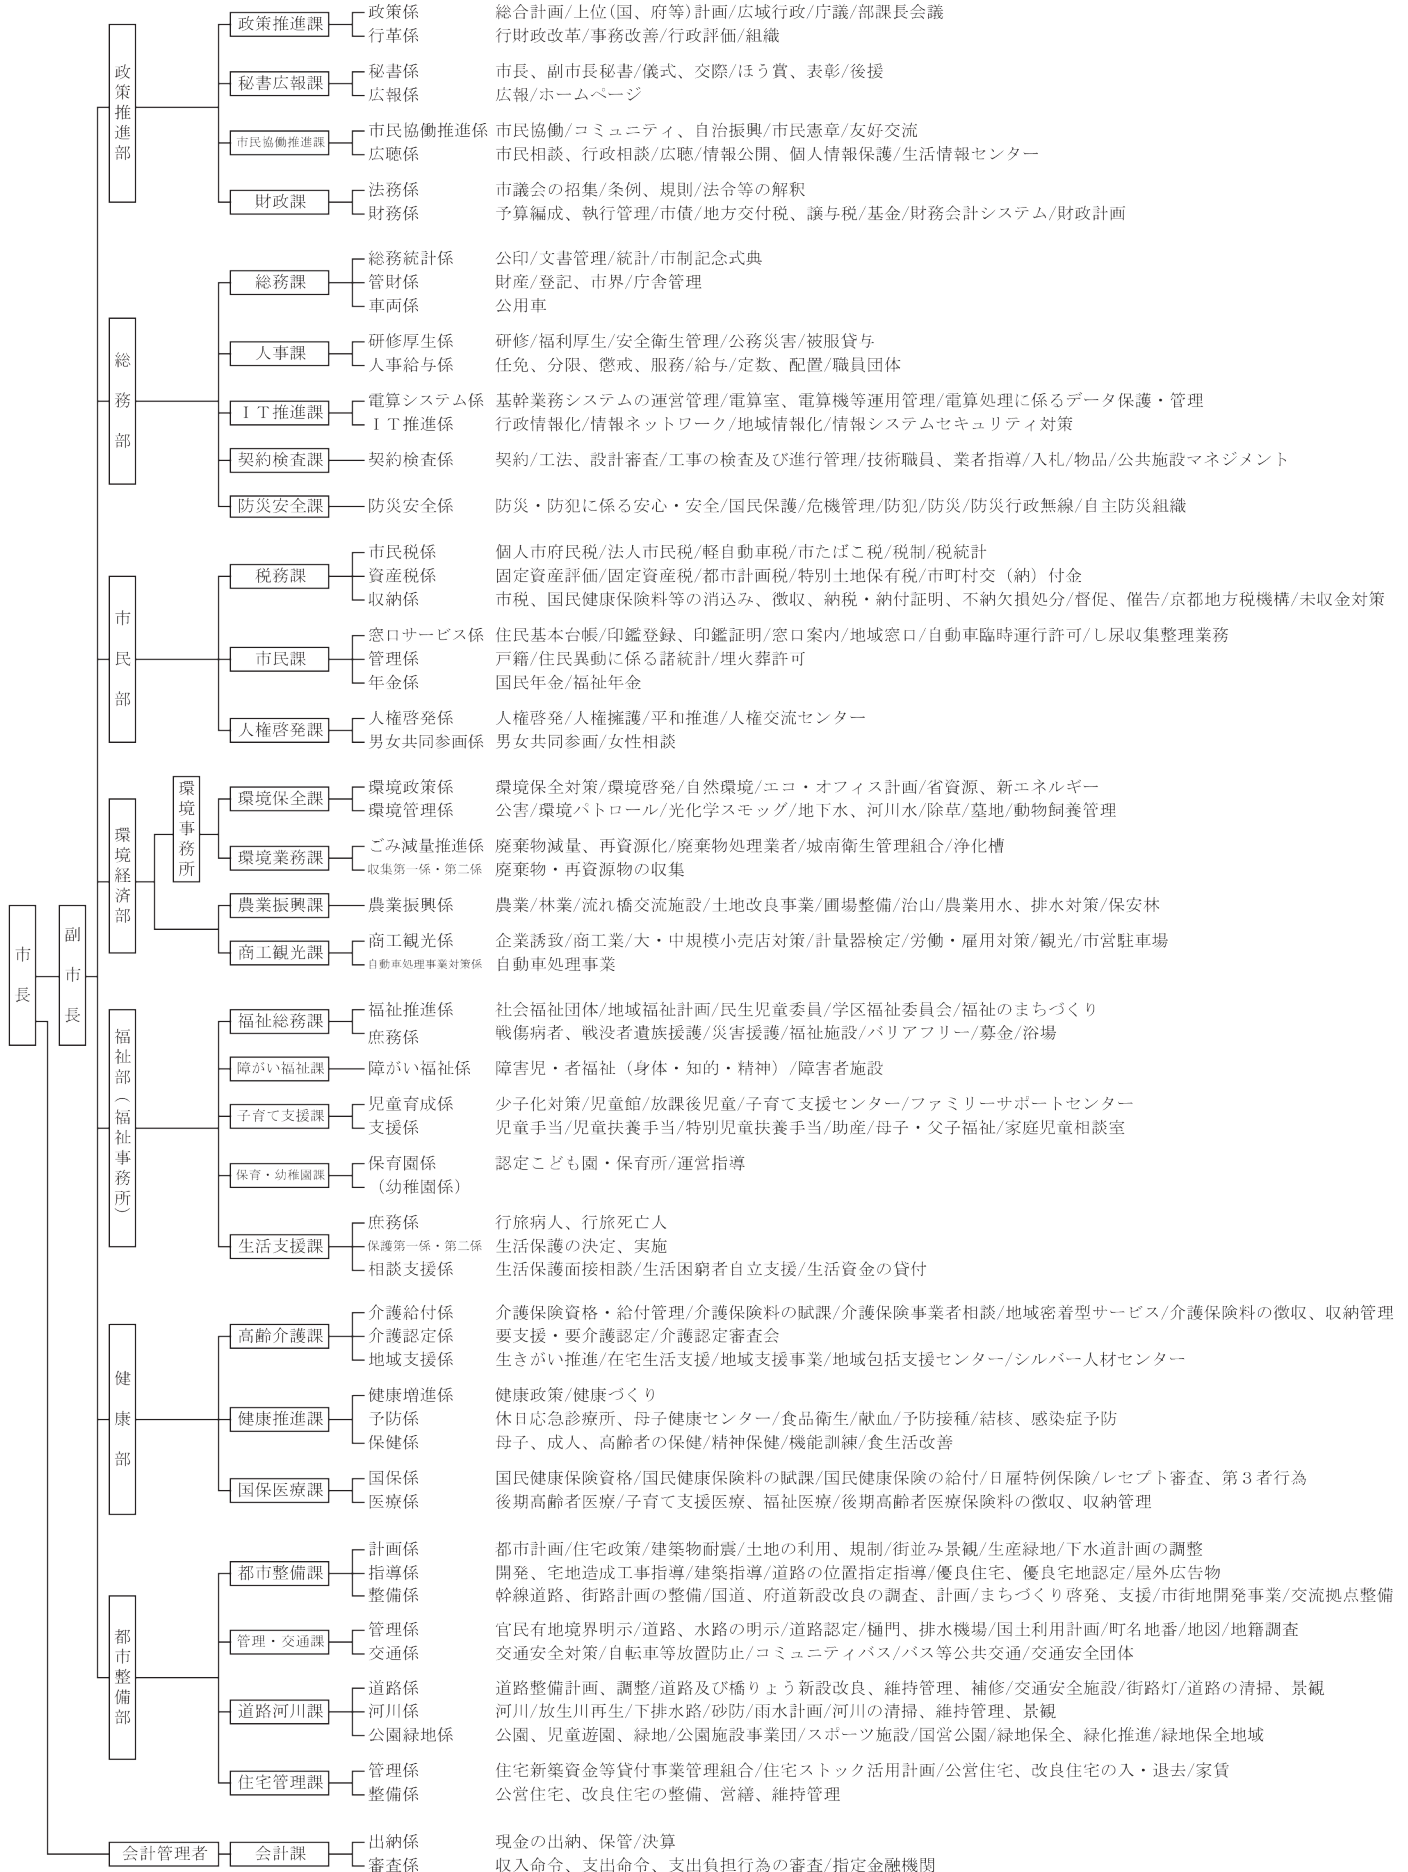 市長
副市長
政策推進部
政策推進課
政策係 総合計画/上位(国、府等)計画/広域行政/庁議/部課長会議
行革係 行財政改革/事務改善/行政評価/組織
秘書広報課
秘書係 市長、副市長秘書/儀式、交際/ほう賞、表彰/後援
広報係 広報/ホームページ
市民協働推進課
市民協働推進係 市民協働/コミュニティ、自治振興/市民憲章/友好交流
広聴係 市民相談、行政相談/広聴/情報公開、個人情報保護/生活情報センター
財政課
法務係 市議会の招集/条例、規則/法令等の解釈
財務係 予算編成、執行管理/市債/地方交付税、譲与税/基金/財務会計システム/財政計画
総務部
総務課
総務統計係 公印/文書管理/統計/市制記念式典
管財係 財産/登記、市界/庁舎管理
車両係 公用車
人事課
研修厚生係 研修/福利厚生/安全衛生管理/公務災害/被服貸与
人事給与係 任免、分限、懲戒、服務/給与/定数、配置/職員団体
ＩＴ推進課
電算システム係 基幹業務システムの運営管理/電算室、電算機等運用管理/電算処理に係るデータ保護・管理
ＩＴ推進係 行政情報化/情報ネットワーク/地域情報化/情報システムセキュリティ対策
契約検査課
契約検査係 契約/工法、設計審査/工事の検査及び進行管理/技術職員、業者指導/入札/物品/公共施設マネジメント
防災安全課
防災安全係 防災・防犯に係る安心・安全/国民保護/危機管理/防犯/防災/防災行政無線/自主防災組織
市民部
税務課
市民税係 個人市府民税/法人市民税/軽自動車税/市たばこ税/税制/税統計
資産税係 固定資産評価/固定資産税/都市計画税/特別土地保有税/市町村交（納）付金
収納係 市税、国民健康保険料等の消込み、徴収、納税・納付証明、不納欠損処分/督促、催告/京都地方税機構/未収金対策
市民課
窓口サービス係 住民基本台帳/印鑑登録、印鑑証明/窓口案内/地域窓口/自動車臨時運行許可/し尿収集整理業務
管理係 戸籍/住民異動に係る諸統計/埋火葬許可
年金係 国民年金/福祉年金
人権啓発課
人権啓発係 人権啓発/人権擁護/平和推進/人権交流センター
男女共同参画係 男女共同参画/女性相談
環境経済部
環境事務所
環境保全課
環境政策係 環境保全対策/環境啓発/自然環境/エコ・オフィス計画/省資源、新エネルギー
環境管理係 公害/環境パトロール/光化学スモッグ/地下水、河川水/除草/墓地/動物飼養管理
環境業務課
ごみ減量推進係 廃棄物減量、再資源化/廃棄物処理業者/城南衛生管理組合/浄化槽
収集第一係・第二係 廃棄物・再資源物の収集
農業振興課
農業振興係 農業/林業/流れ橋交流施設/土地改良事業/圃場整備/治山/農業用水、排水対策/保安林
商工観光課
商工観光係 企業誘致/商工業/大・中規模小売店対策/計量器検定/労働・雇用対策/観光/市営駐車場
自動車処理事業対策係 自動車処理事業
福祉部（福祉事務所）
福祉総務課
福祉推進係 社会福祉団体/地域福祉計画/民生児童委員/学区福祉委員会/福祉のまちづくり
庶務係 戦傷病者、戦没者遺族援護/災害援護/福祉施設/バリアフリー/募金/浴場
障がい福祉課
障がい福祉係 障害児・者福祉（身体・知的・精神）/障害者施設
子育て支援課
児童育成係 少子化対策/児童館/放課後児童/子育て支援センター/ファミリーサポートセンター
支援係 児童手当/児童扶養手当/特別児童扶養手当/助産/母子・父子福祉/家庭児童相談室
保育・幼稚園課
保育園係 認定こども園・保育所/運営指導
（幼稚園係）
生活支援課
庶務係 行旅病人、行旅死亡人
保護第一係・第二係 生活保護の決定、実施
相談支援係 生活保護面接相談/生活困窮者自立支援/生活資金の貸付
健康部
高齢介護課
介護給付係 介護保険資格・給付管理/介護保険料の賦課/介護保険事業者相談/地域密着型サービス/介護保険料の徴収、収納管理
介護認定係 要支援・要介護認定/介護認定審査会
地域支援係 生きがい推進/在宅生活支援/地域支援事業/地域包括支援センター/シルバー人材センター
健康推進課
健康増進係 健康政策/健康づくり
予防係 休日応急診療所、母子健康センター/食品衛生/献血/予防接種/結核、感染症予防
保健係 母子、成人、高齢者の保健/精神保健/機能訓練/食生活改善
国保医療課
国保係 国民健康保険資格/国民健康保険料の賦課/国民健康保険の給付/日雇特例保険/レセプト審査、第３者行為
医療係 後期高齢者医療/子育て支援医療、福祉医療/後期高齢者医療保険料の徴収、収納管理
都市整備部
都市整備課
計画係 都市計画/住宅政策/建築物耐震/土地の利用、規制/街並み景観/生産緑地/下水道計画の調整
指導係 開発、宅地造成工事指導/建築指導/道路の位置指定指導/優良住宅、優良宅地認定/屋外広告物
整備係 幹線道路、街路計画の整備/国道、府道新設改良の調査、計画/まちづくり啓発、支援/市街地開発事業/交流拠点整備
管理・交通課
管理係 官民有地境界明示/道路、水路の明示/道路認定/樋門、排水機場/国土利用計画/町名地番/地図/地籍調査
交通係 交通安全対策/自転車等放置防止/コミュニティバス/バス等公共交通/交通安全団体
道路河川課
道路係 道路整備計画、調整/道路及び橋りょう新設改良、維持管理、補修/交通安全施設/街路灯/道路の清掃、景観
河川係 河川/放生川再生/下排水路/砂防/雨水計画/河川の清掃、維持管理、景観
公園緑地係 公園、児童遊園、緑地/公園施設事業団/スポーツ施設/国営公園/緑地保全、緑化推進/緑地保全地域
住宅管理課
管理係 住宅新築資金等貸付事業管理組合/住宅ストック活用計画/公営住宅、改良住宅の入・退去/家賃
整備係 公営住宅、改良住宅の整備、営繕、維持管理
会計管理者
会計課
出納係 現金の出納、保管/決算
審査係 収入命令、支出命令、支出負担行為の審査/指定金融機関